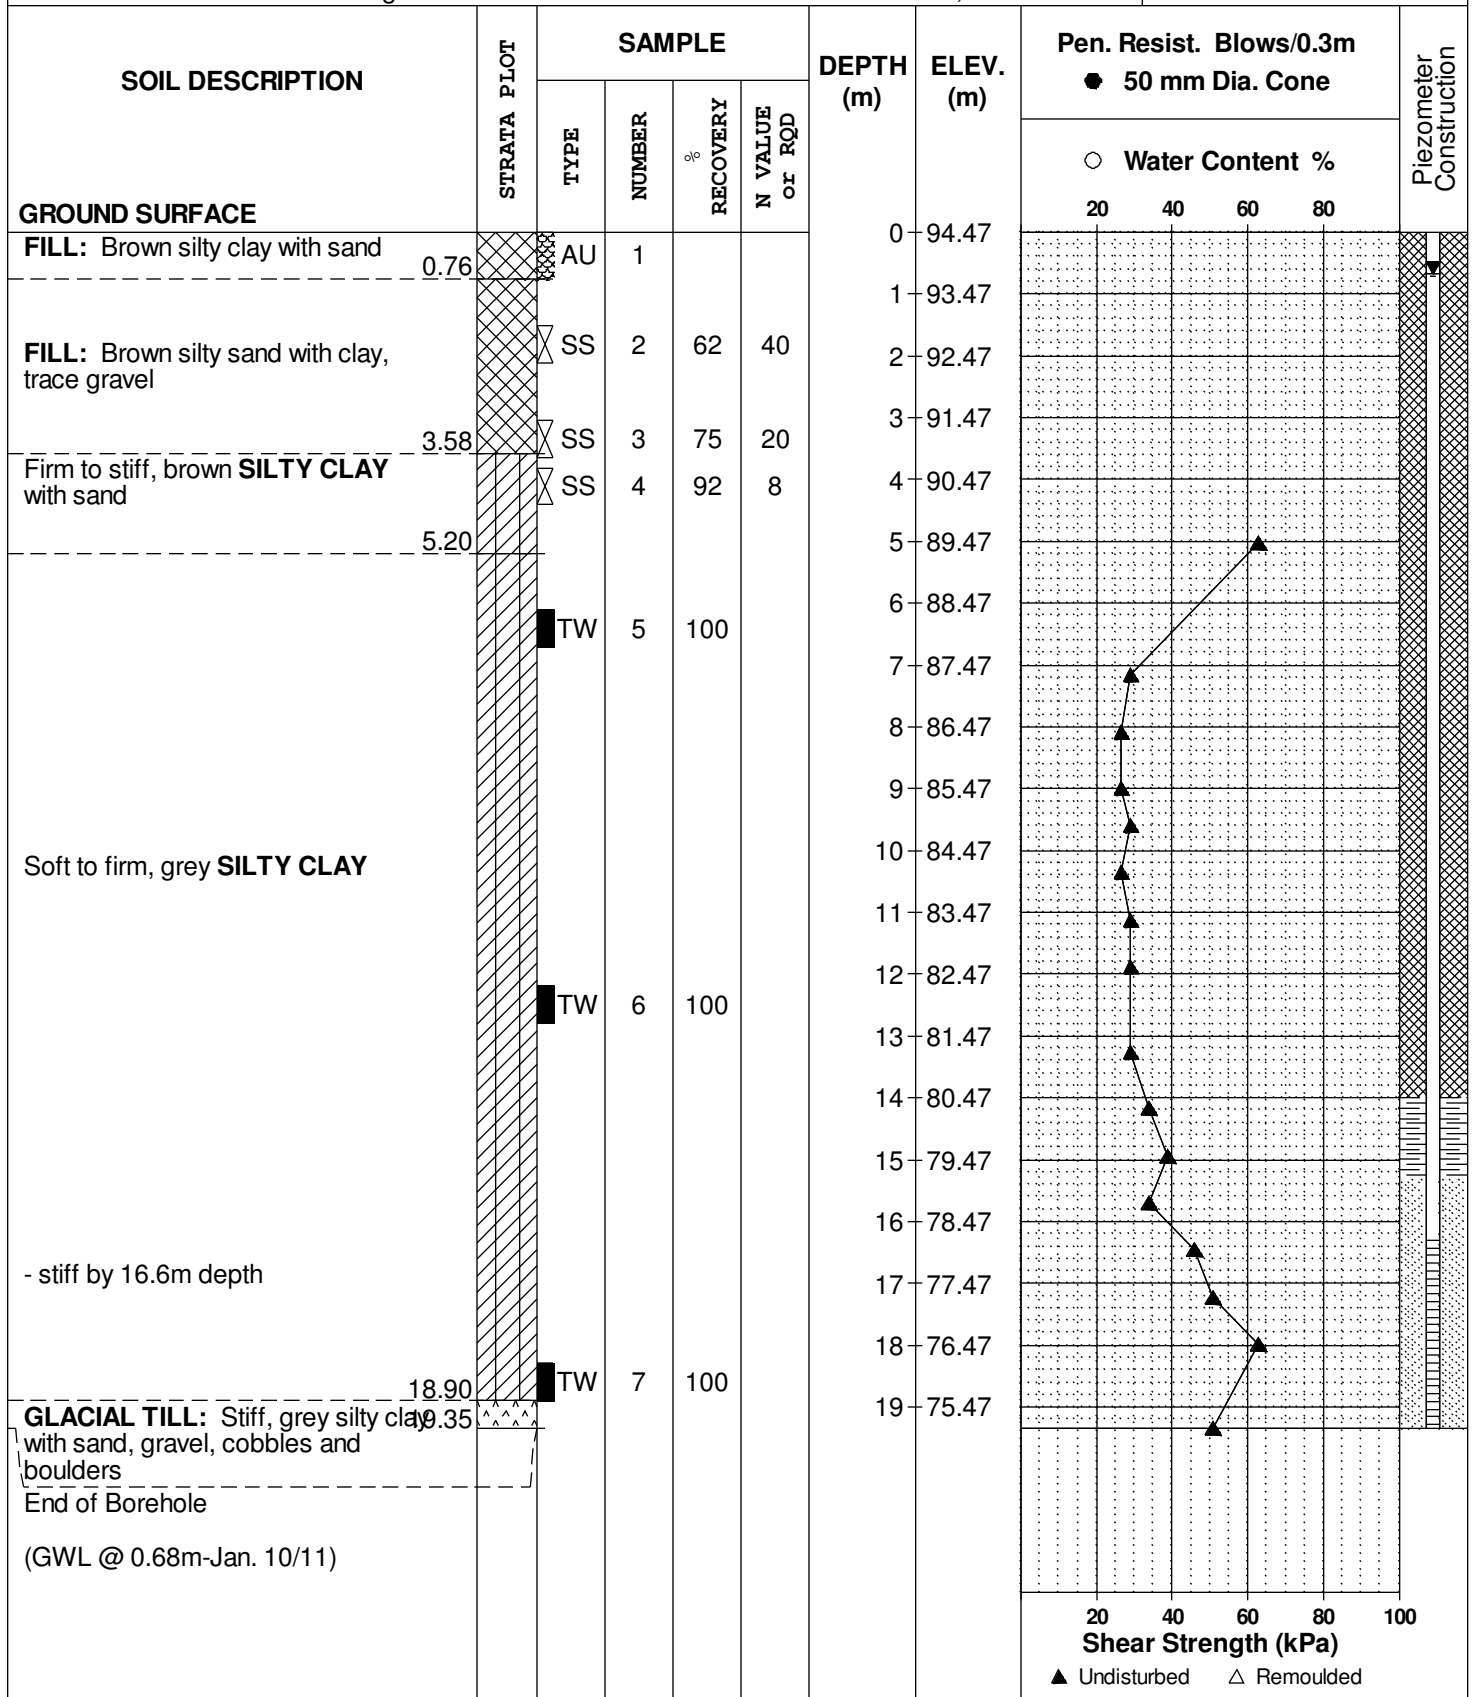 SOIL DESCRIPTION
STRATA PLOT
SAMPLE
TYPE
NUMBER
% RECOVERY
N VALUE or RQD
DEPTH (m)
ELEV. (m)
Pen. Resist. Blows/0.3m
● 50 mm Dia. Cone
○ Water Content %
20 40 60 80
Piezometer Construction
GROUND SURFACE
0 94.47
FILL: Brown silty clay with sand
0.76
AU 1
1 93.47
FILL: Brown silty sand with clay,
trace gravel
SS 2 62 40
2 92.47
3 91.47
3.58
SS 3 75 20
Firm to stiff, brown SILTY CLAY
with sand
SS 4 92 8
4 90.47
5.20
5 89.47
6 88.47
TW 5 100
7 87.47
8 86.47
9 85.47
Soft to firm, grey SILTY CLAY
10 84.47
11 83.47
12 82.47
TW 6 100
13 81.47
14 80.47
15 79.47
16 78.47
- stiff by 16.6m depth
17 77.47
18 76.47
18.90
TW 7 100
19 75.47
GLACIAL TILL: Stiff, grey silty clay
19.35
with sand, gravel, cobbles and
boulders
End of Borehole
(GWL @ 0.68m-Jan. 10/11)
20 40 60 80 100
Shear Strength (kPa)
▲ Undisturbed △ Remoulded